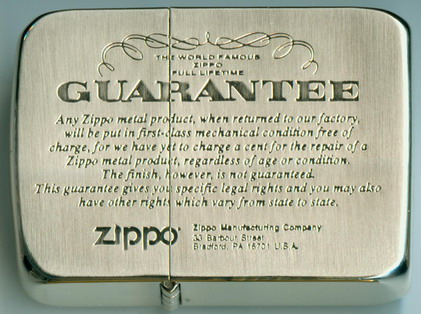 THE WORLD FAMOUS
ZIPPO
FULL LIFETIME
GUARANTEE
Any Zippo metal product, when returned to our factory,
will be put in first-class mechanical condition free of
charge, for we have yet to charge a cent for the repair of a
Zippo metal product, regardless of age or condition.
The finish, however, is not guaranteed.
This guarantee gives you specific legal rights and you may also
have other rights which vary from state to state.
zippo
Zippo Manufacturing Company
33 Barbour Street
Bradford, PA 16701 U.S.A.